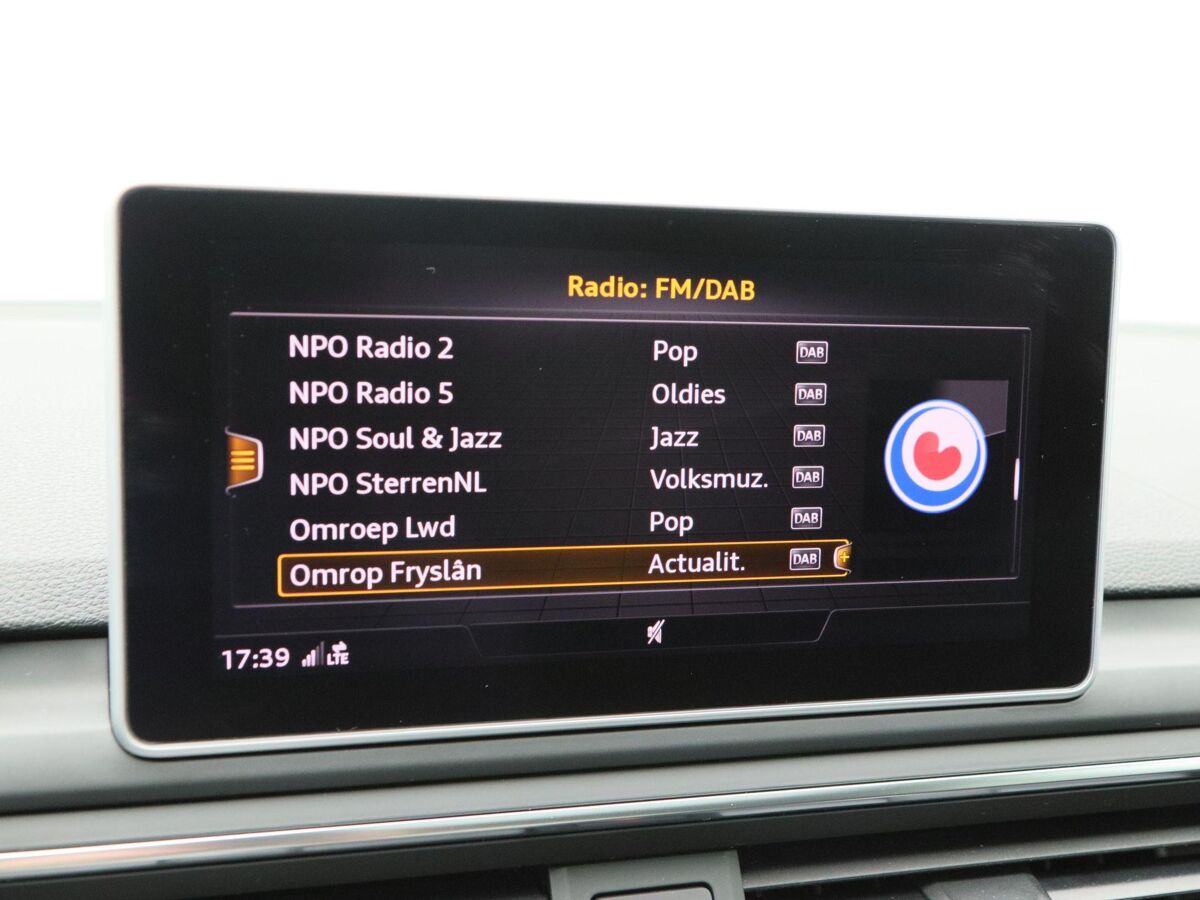 Radio: FM/DAB
NPO Radio 2 Pop DAB
NPO Radio 5 Oldies DAB
NPO Soul & Jazz Jazz DAB
NPO SterrenNL Volksmuz. DAB
Omroep Lwd Pop DAB
Omrop Fryslân Actualit. DAB
17:39 LTE